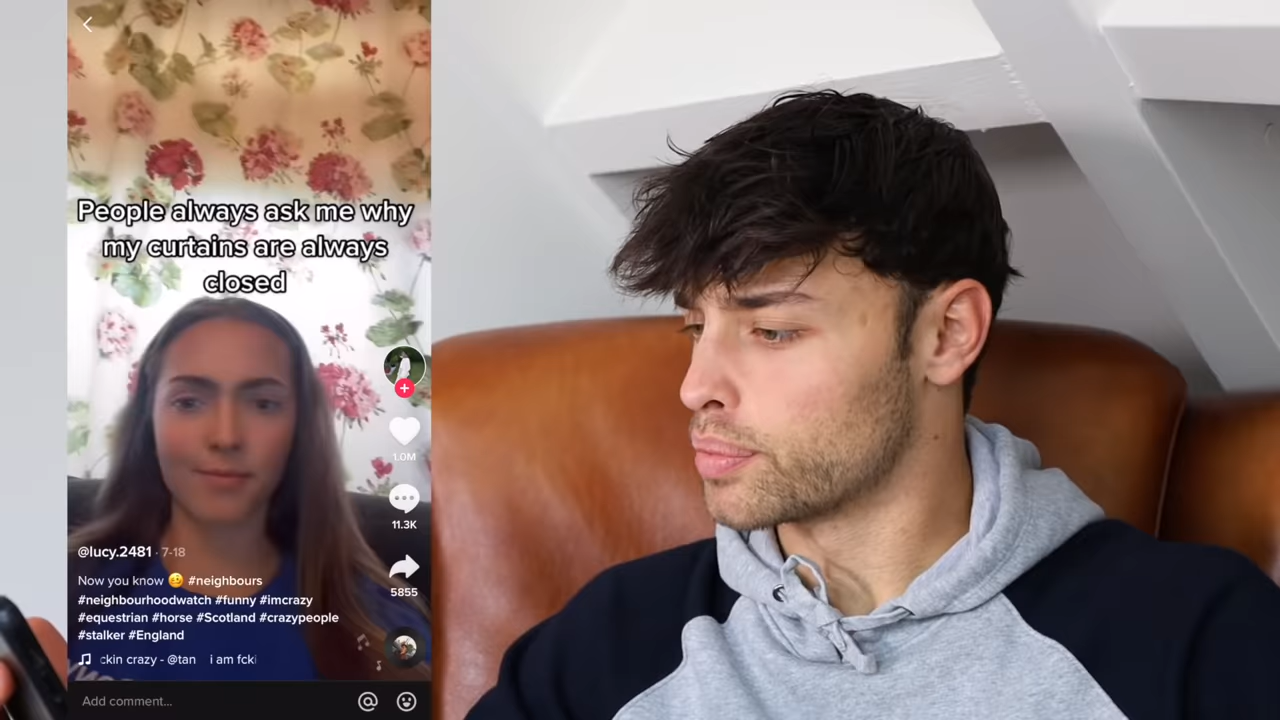 People always ask me why
my curtains are always
closed
1.0M
11.3K
5855
@lucy.2481 · 7-18
Now you know 🥴 #neighbours
#neighbourhoodwatch #funny #imcrazy
#equestrian #horse #Scotland #crazypeople
#stalker #England
ckin crazy - @tan i am fcki
Add comment...